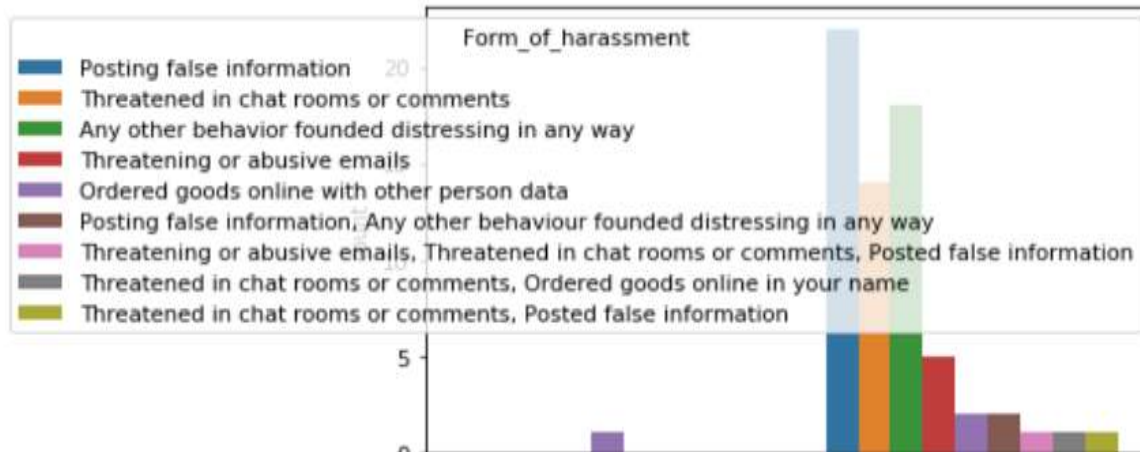 Form_of_harassment
Posting false information
20
Threatened in chat rooms or comments
Any other behavior founded distressing in any way
Threatening or abusive emails
Ordered goods online with other person data
Posting false information, Any other behaviour founded distressing in any way
Threatening or abusive emails, Threatened in chat rooms or comments, Posted false information
10
Threatened in chat rooms or comments, Ordered goods online in your name
Threatened in chat rooms or comments, Posted false information
5
0